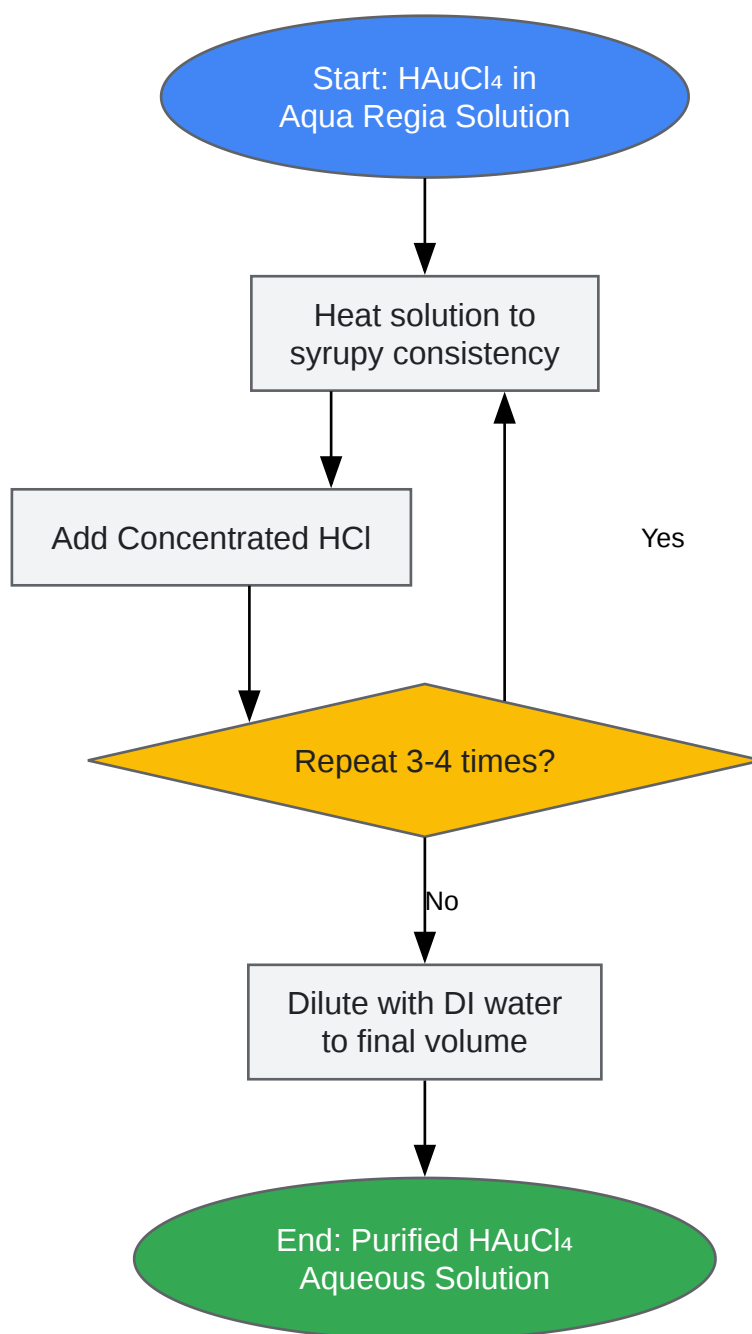 Start: HAuCl₄ in
Aqua Regia Solution
Heat solution to
syrupy consistency
Add Concentrated HCl
Yes
Repeat 3-4 times?
No
Dilute with DI water
to final volume
End: Purified HAuCl₄
Aqueous Solution